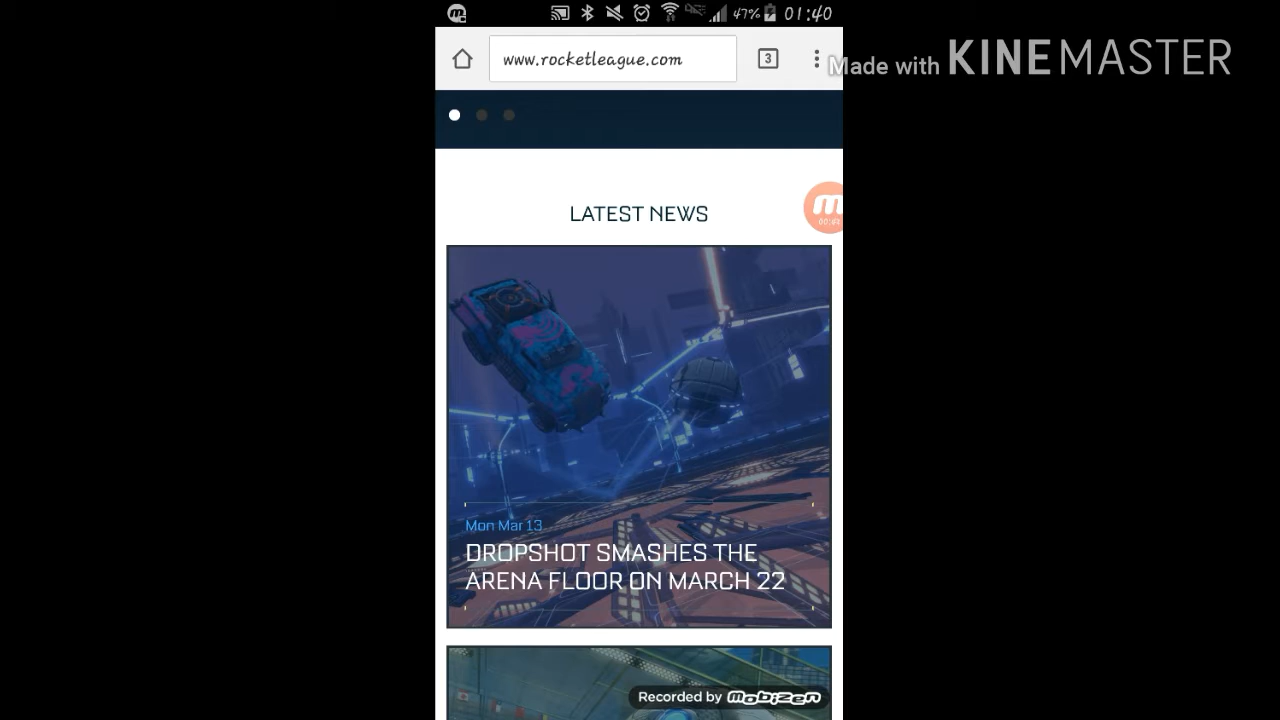 47% 01:40
www.rocketleague.com
3
Made with KINEMASTER
LATEST NEWS
Mon Mar 13
DROPSHOT SMASHES THE
ARENA FLOOR ON MARCH 22
Recorded by Mobizen